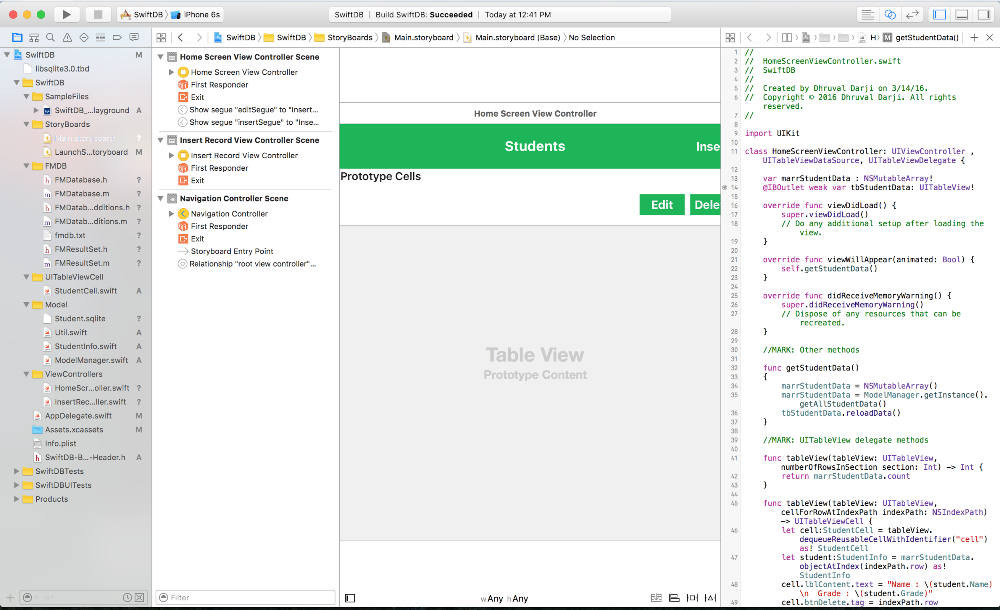 SwiftDB iPhone 6s
SwiftDB | Build SwiftDB: Succeeded | Today at 12:41 PM
SwiftDB M
libsqlite3.0.tbd
SwiftDB
SampleFiles
SwiftDB_...layground A
StoryBoards
Main.storyboard ?
LaunchS...toryboard M
FMDB
FMDatabase.h ?
FMDatabase.m ?
FMDatab...dditions.h ?
FMDatab...ditions.m ?
fmdb.txt ?
FMResultSet.h ?
FMResultSet.m ?
UITableViewCell
StudentCell.swift A
Model
Student.sqlite ?
Util.swift A
StudentInfo.swift A
ModelManager.swift A
ViewControllers
HomeScr...oller.swift ?
InsertRec...ller.swift ?
AppDelegate.swift M
Assets.xcassets M
Info.plist
SwiftDB-B...-Header.h A
SwiftDBTests
SwiftDBUITests
Products
Filter
SwiftDB SwiftDB StoryBoards Main.storyboard Main.storyboard (Base) No Selection
Home Screen View Controller Scene
Home Screen View Controller
First Responder
Exit
Show segue "editSegue" to "Insert...
Show segue "insertSegue" to "Inse...
Insert Record View Controller Scene
Insert Record View Controller
First Responder
Exit
Navigation Controller Scene
Navigation Controller
First Responder
Exit
Storyboard Entry Point
Relationship "root view controller"...
Filter
Home Screen View Controller
Students Inse
Prototype Cells
Edit Dele
Table View
Prototype Content
wAny hAny
H M getStudentData()
1 //
2 // HomeScreenViewController.swift
3 // SwiftDB
4 //
5 // Created by Dhruval Darji on 3/14/16.
6 // Copyright © 2016 Dhruval Darji. All rights
reserved.
7 //
8
9 import UIKit
10
11 class HomeScreenViewController: UIViewController ,
UITableViewDataSource, UITableViewDelegate {
12
13 var marrStudentData : NSMutableArray!
14 @IBOutlet weak var tbStudentData: UITableView!
15
16 override func viewDidLoad() {
17 super.viewDidLoad()
18 // Do any additional setup after loading the
view.
19 }
20
21 override func viewWillAppear(animated: Bool) {
22 self.getStudentData()
23 }
24
25 override func didReceiveMemoryWarning() {
26 super.didReceiveMemoryWarning()
27 // Dispose of any resources that can be
recreated.
28 }
29
30 //MARK: Other methods
31
32 func getStudentData()
33 {
34 marrStudentData = NSMutableArray()
35 marrStudentData = ModelManager.getInstance().
getAllStudentData()
36 tbStudentData.reloadData()
37 }
38
39 //MARK: UITableView delegate methods
40
41 func tableView(tableView: UITableView,
numberOfRowsInSection section: Int) -> Int {
42 return marrStudentData.count
43 }
44
45 func tableView(tableView: UITableView,
cellForRowAtIndexPath indexPath: NSIndexPath)
-> UITableViewCell {
46 let cell:StudentCell = tableView.
dequeueReusableCellWithIdentifier("cell")
as! StudentCell
47 let student:StudentInfo = marrStudentData.
objectAtIndex(indexPath.row) as!
StudentInfo
48 cell.lblContent.text = "Name : \(student.Name)
\n Grade : \(student.Grade)"
49 cell.btnDelete.tag = indexPath.row